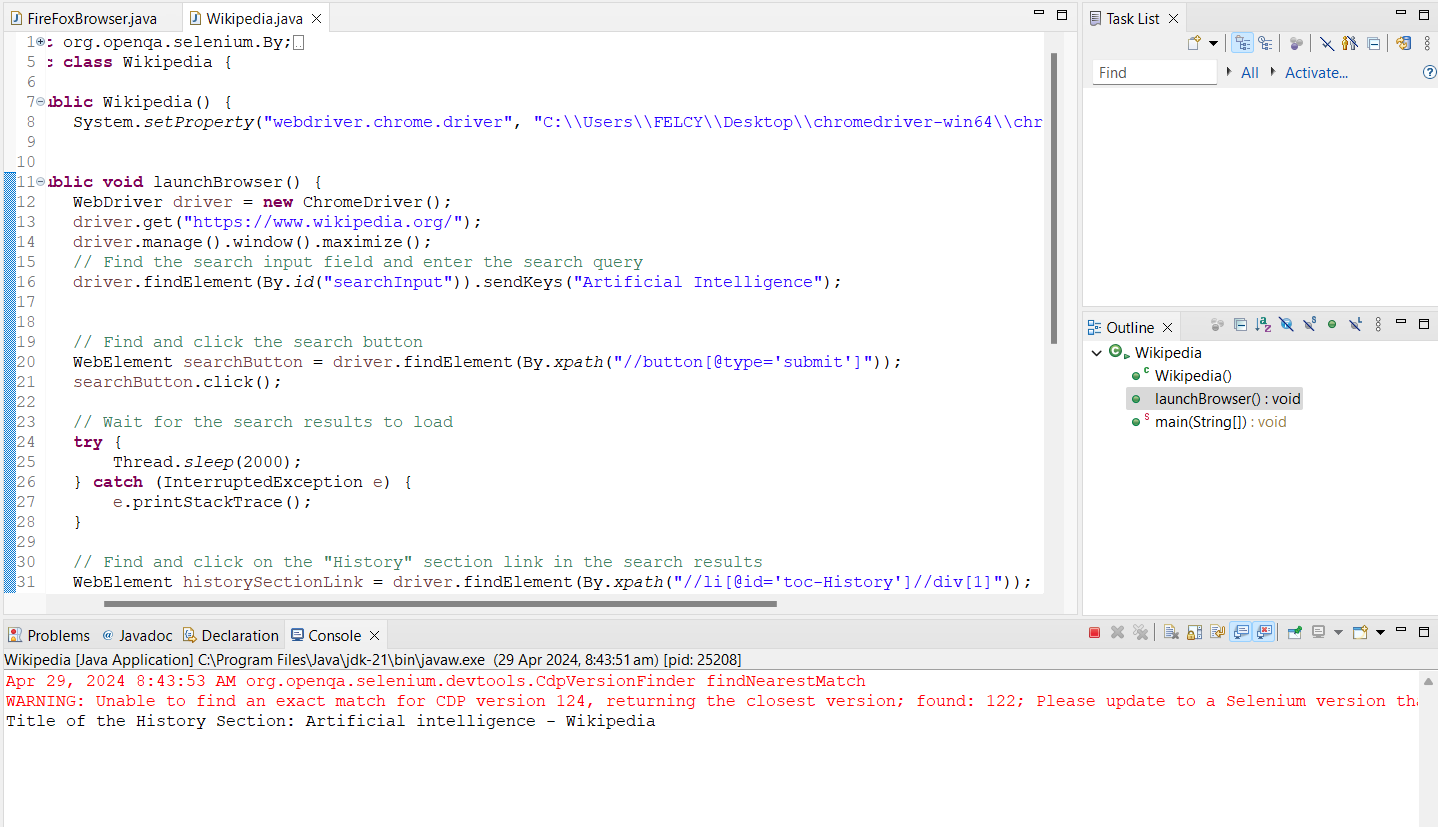 FireFoxBrowser.java
Wikipedia.java
1 : org.openqa.selenium.By;
5 : class Wikipedia {
6
7 ublic Wikipedia() {
8 System.setProperty("webdriver.chrome.driver", "C:\\Users\\FELCY\\Desktop\\chromedriver-win64\\chr
9
10
11 ublic void launchBrowser() {
12 WebDriver driver = new ChromeDriver();
13 driver.get("https://www.wikipedia.org/");
14 driver.manage().window().maximize();
15 // Find the search input field and enter the search query
16 driver.findElement(By.id("searchInput")).sendKeys("Artificial Intelligence");
17
18
19 // Find and click the search button
20 WebElement searchButton = driver.findElement(By.xpath("//button[@type='submit']"));
21 searchButton.click();
22
23 // Wait for the search results to load
24 try {
25 Thread.sleep(2000);
26 } catch (InterruptedException e) {
27 e.printStackTrace();
28 }
29
30 // Find and click on the "History" section link in the search results
31 WebElement historySectionLink = driver.findElement(By.xpath("//li[@id='toc-History']//div[1]"));
Task List
Find
All
Activate...
Outline
Wikipedia
Wikipedia()
launchBrowser() : void
main(String[]) : void
Problems
@ Javadoc
Declaration
Console
Wikipedia [Java Application] C:\Program Files\Java\jdk-21\bin\javaw.exe (29 Apr 2024, 8:43:51 am) [pid: 25208]
Apr 29, 2024 8:43:53 AM org.openqa.selenium.devtools.CdpVersionFinder findNearestMatch
WARNING: Unable to find an exact match for CDP version 124, returning the closest version; found: 122; Please update to a Selenium version tha
Title of the History Section: Artificial intelligence - Wikipedia